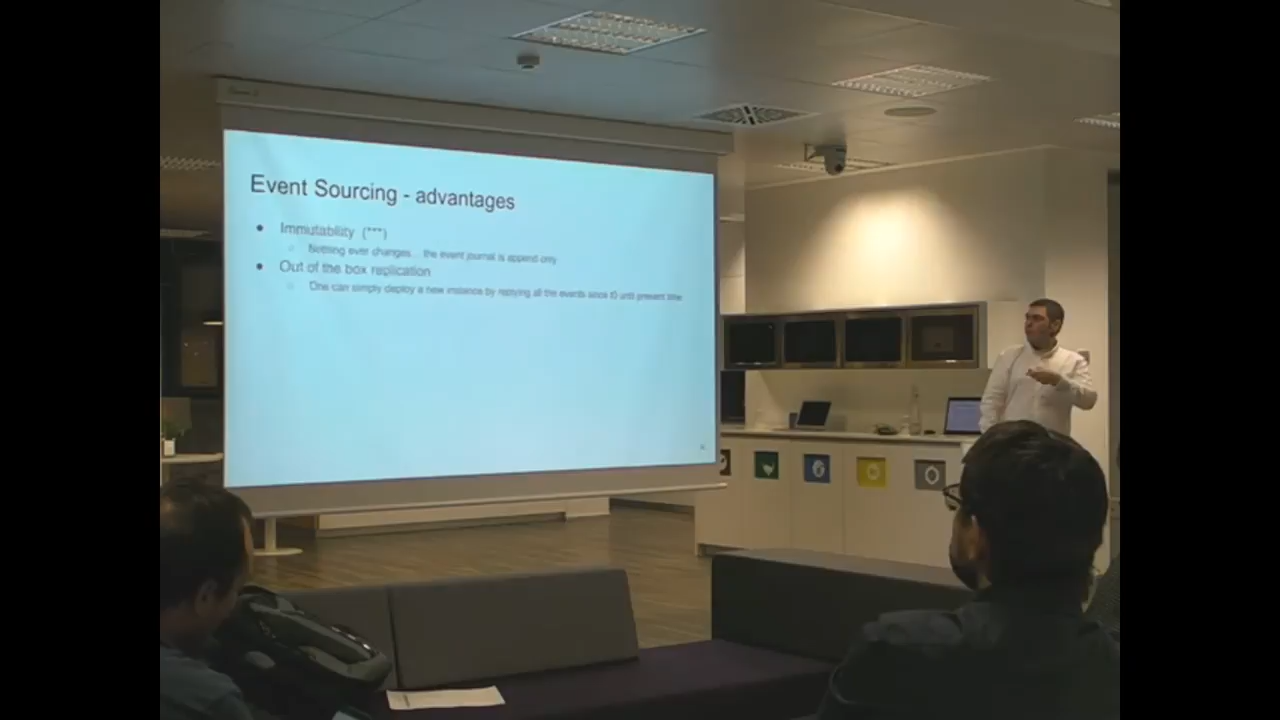 Event Sourcing - advantages
Immutability (***)
Nothing ever changes... the event journal is append-only
Out of the box replication
One can simply deploy a new instance by replying all the events since t0 until present time